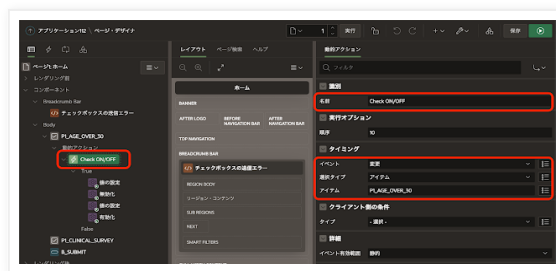 アプリケーション112 \ ページ・デザイナ
1
実行
保存
ページ1: ホーム
レンダリング前
コンポーネント
Breadcrumb Bar
チェックボックスの送信エラー
Body
P1_AGE_OVER_30
動的アクション
Check ON/OFF
True
値の設定
無効化
値の設定
有効化
False
P1_CLINICAL_SURVEY
B_SUBMIT
レンダリング後
レイアウト ページ検索 ヘルプ
ホーム
BANNER
AFTER LOGO
BEFORE NAVIGATION BAR
AFTER NAVIGATION BAR
TOP NAVIGATION
BREADCRUMB BAR
チェックボックスの送信エラー
REGION BODY
リージョン・コンテンツ
SUB REGIONS
NEXT
SMART FILTERS
動的アクション
フィルタ
識別
名前 Check ON/OFF
実行オプション
順序 10
タイミング
イベント 変更
選択タイプ アイテム
アイテム P1_AGE_OVER_30
クライアント側の条件
タイプ - 選択 -
詳細
イベント有効範囲 静的